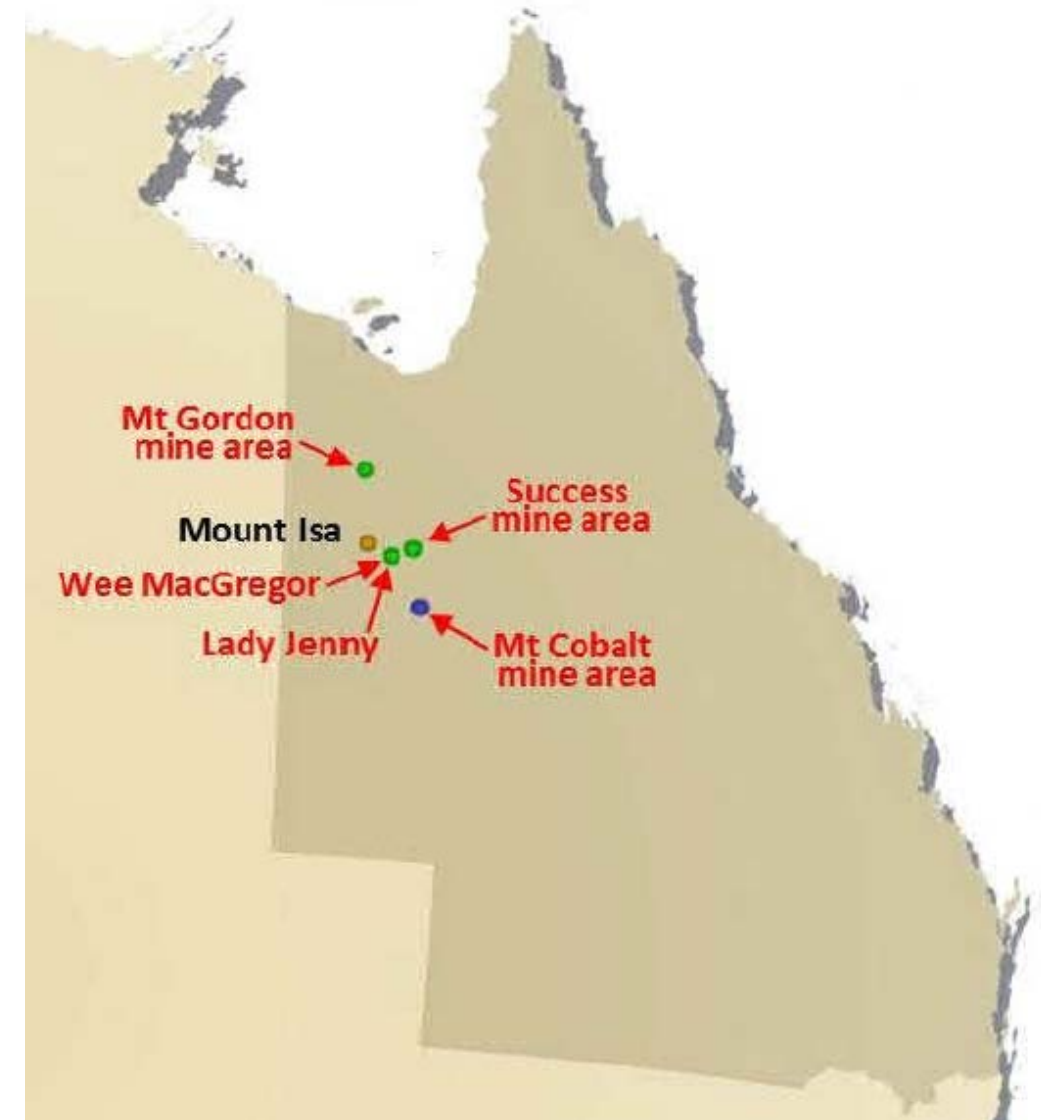 Mt Gordon
mine area
Success
mine area
Mount Isa
Wee MacGregor
Lady Jenny
Mt Cobalt
mine area